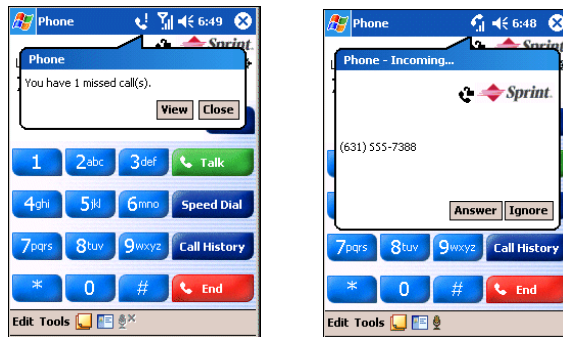 Phone 6:49
Sprint
Phone
You have 1 missed call(s).
View Close
1 2abc 3def Talk
4ghi 5jkl 6mno Speed Dial
7pqrs 8tuv 9wxyz Call History
* 0 # End
Edit Tools
Phone 6:48
Sprint
Phone - Incoming...
Sprint.
(631) 555-7388
Answer Ignore
7pqrs 8tuv 9wxyz Call History
* 0 # End
Edit Tools